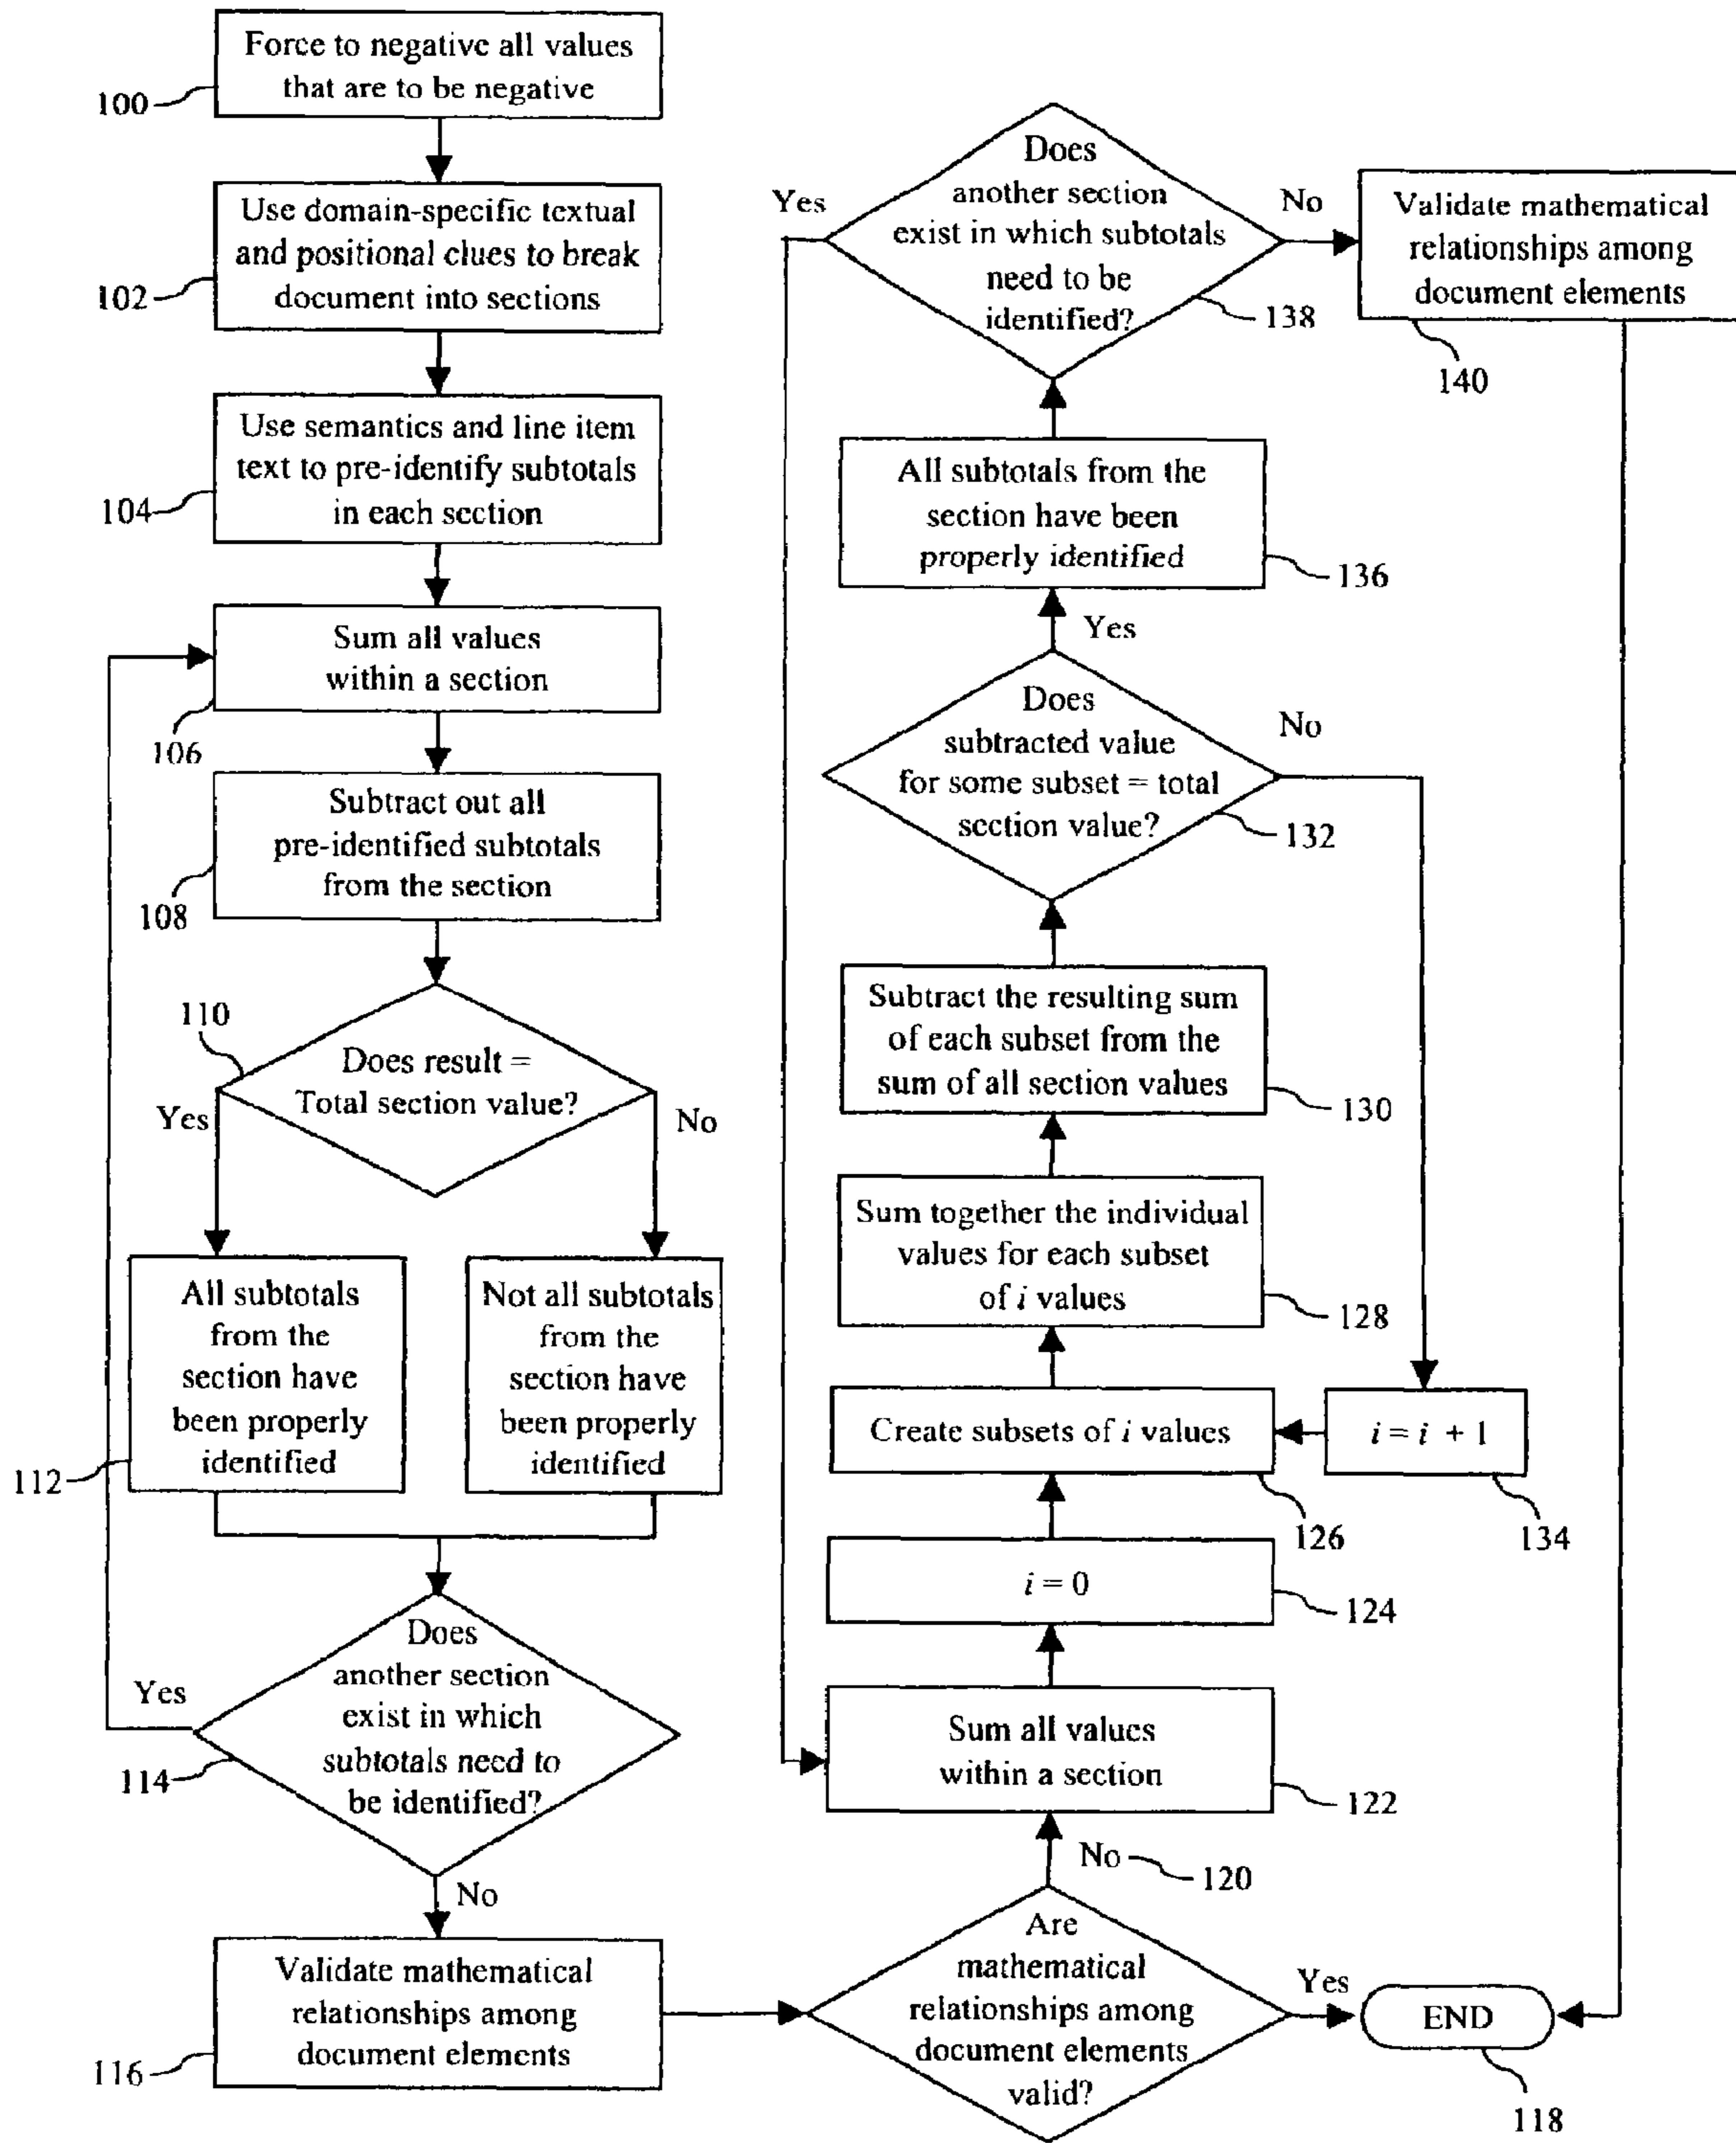 Force to negative all values
that are to be negative
100
Use domain-specific textual
and positional clues to break
document into sections
102
Use semantics and line item
text to pre-identify subtotals
in each section
104
Sum all values
within a section
106
Subtract out all
pre-identified subtotals
from the section
108
110
Does result =
Total section value?
Yes
No
All subtotals
from the
section have
been properly
identified
112
Not all subtotals
from the
section have
been properly
identified
Does
another section
exist in which
subtotals need to
be identified?
Yes
114
No
Validate mathematical
relationships among
document elements
116
Are
mathematical
relationships among
document elements
valid?
Yes
END
118
No
120
Sum all values
within a section
122
i = 0
124
Create subsets of i values
126
i = i + 1
134
Sum together the individual
values for each subset
of i values
128
Subtract the resulting sum
of each subset from the
sum of all section values
130
Does
subtracted value
for some subset = total
section value?
No
132
Yes
All subtotals from the
section have been
properly identified
136
Does
another section
exist in which subtotals
need to be
identified?
Yes
No
138
Validate mathematical
relationships among
document elements
140